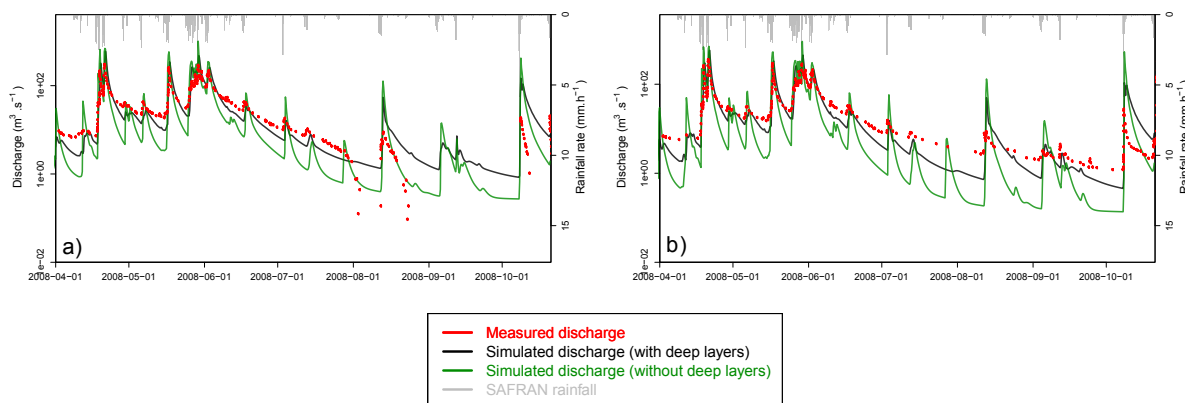 0
5
10
15
Rainfall rate (mm.h⁻¹)
1e+02
1e+00
1e−02
Discharge (m³.s⁻¹)
a)
2008−04−01 2008−05−01 2008−06−01 2008−07−01 2008−08−01 2008−09−01 2008−10−01
0
5
10
15
Rainfall rate (mm.h⁻¹)
1e+02
1e+00
1e−02
Discharge (m³.s⁻¹)
b)
2008−04−01 2008−05−01 2008−06−01 2008−07−01 2008−08−01 2008−09−01 2008−10−01
Measured discharge
Simulated discharge (with deep layers)
Simulated discharge (without deep layers)
SAFRAN rainfall